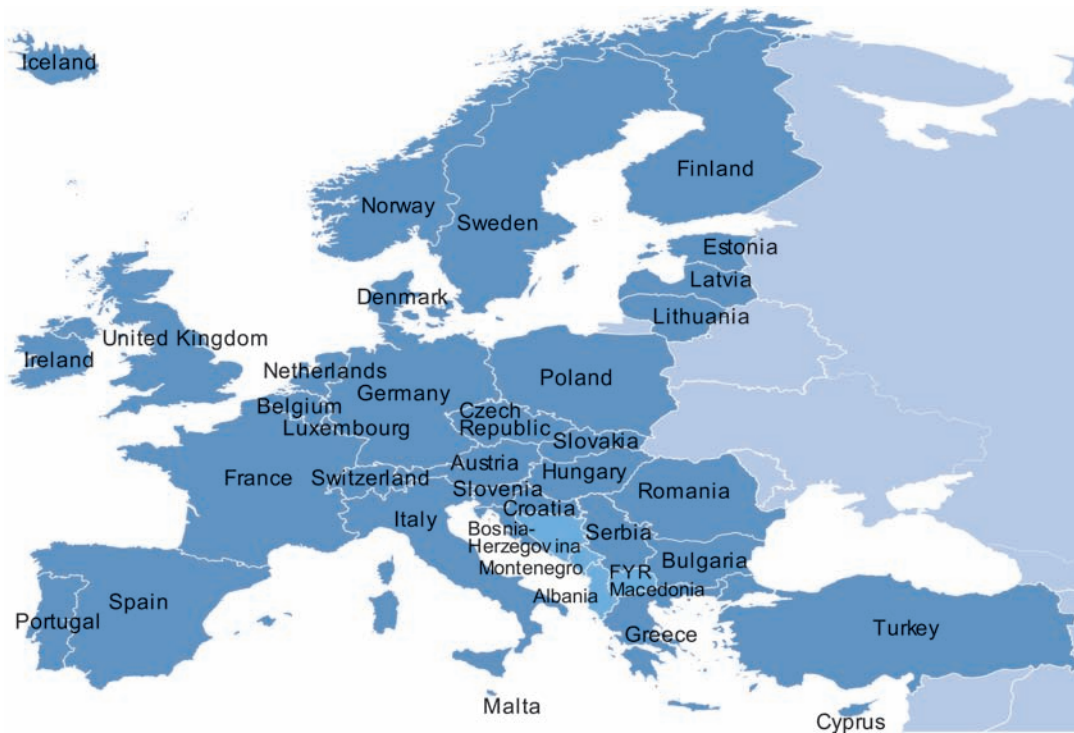 Iceland
Finland
Norway
Sweden
Estonia
Latvia
Denmark
Lithuania
United Kingdom
Ireland
Netherlands
Poland
Germany
Belgium
Czech
Republic
Luxembourg
Slovakia
Austria
Hungary
France
Switzerland
Slovenia
Romania
Croatia
Italy
Bosnia-
Herzegovina
Serbia
Bulgaria
Montenegro
FYR
Macedonia
Albania
Spain
Portugal
Greece
Turkey
Malta
Cyprus